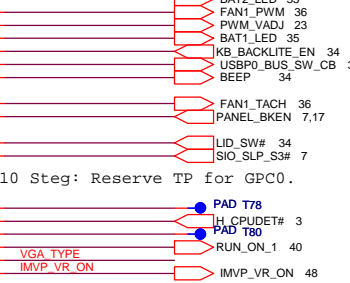 BAT2_LED 35
FAN1_PWM 36
PWM_VADJ 23
BAT1_LED 35
KB_BACKLITE_EN 34
USBP0_BUS_SW_CB
BEEP 34
FAN1_TACH 36
PANEL_BKEN 7,17
LID_SW# 34
SIO_SLP_S3# 7
10 Steg: Reserve TP for GPC0.
PAD T78
H_CPUDET# 3
PAD T80
RUN_ON_1 40
VGA_TYPE
IMVP_VR_ON
IMVP_VR_ON 48